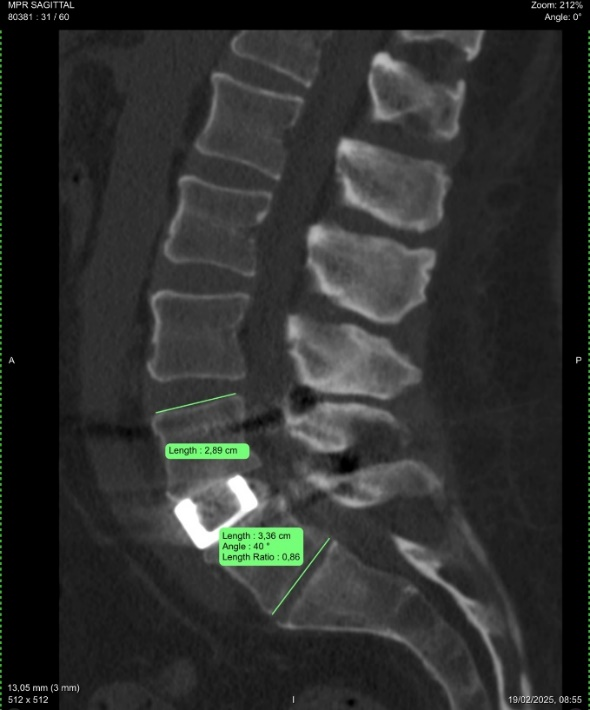 MPR SAGITTAL
80381 : 31 / 60
Zoom: 212%
Angle: 0°
A
P
Length : 2,89 cm
Length : 3,36 cm
Angle : 40 °
Length Ratio : 0,86
13,05 mm (3 mm)
512 x 512
I
19/02/2025, 08:55